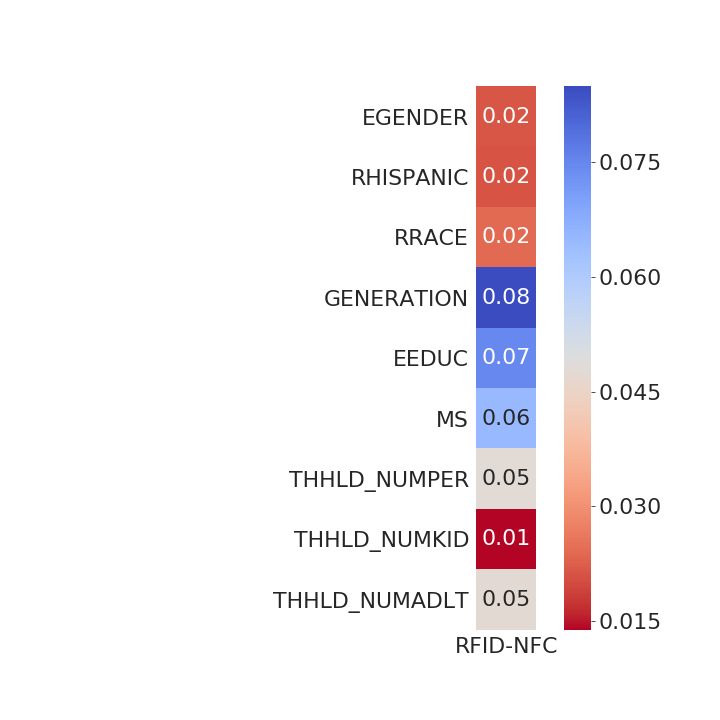 EGENDER 0.02
RHISPANIC 0.02
RRACE 0.02
GENERATION 0.08
EEDUC 0.07
MS 0.06
THHLD_NUMPER 0.05
THHLD_NUMKID 0.01
THHLD_NUMADLT 0.05
RFID-NFC
0.075
0.060
0.045
0.030
0.015